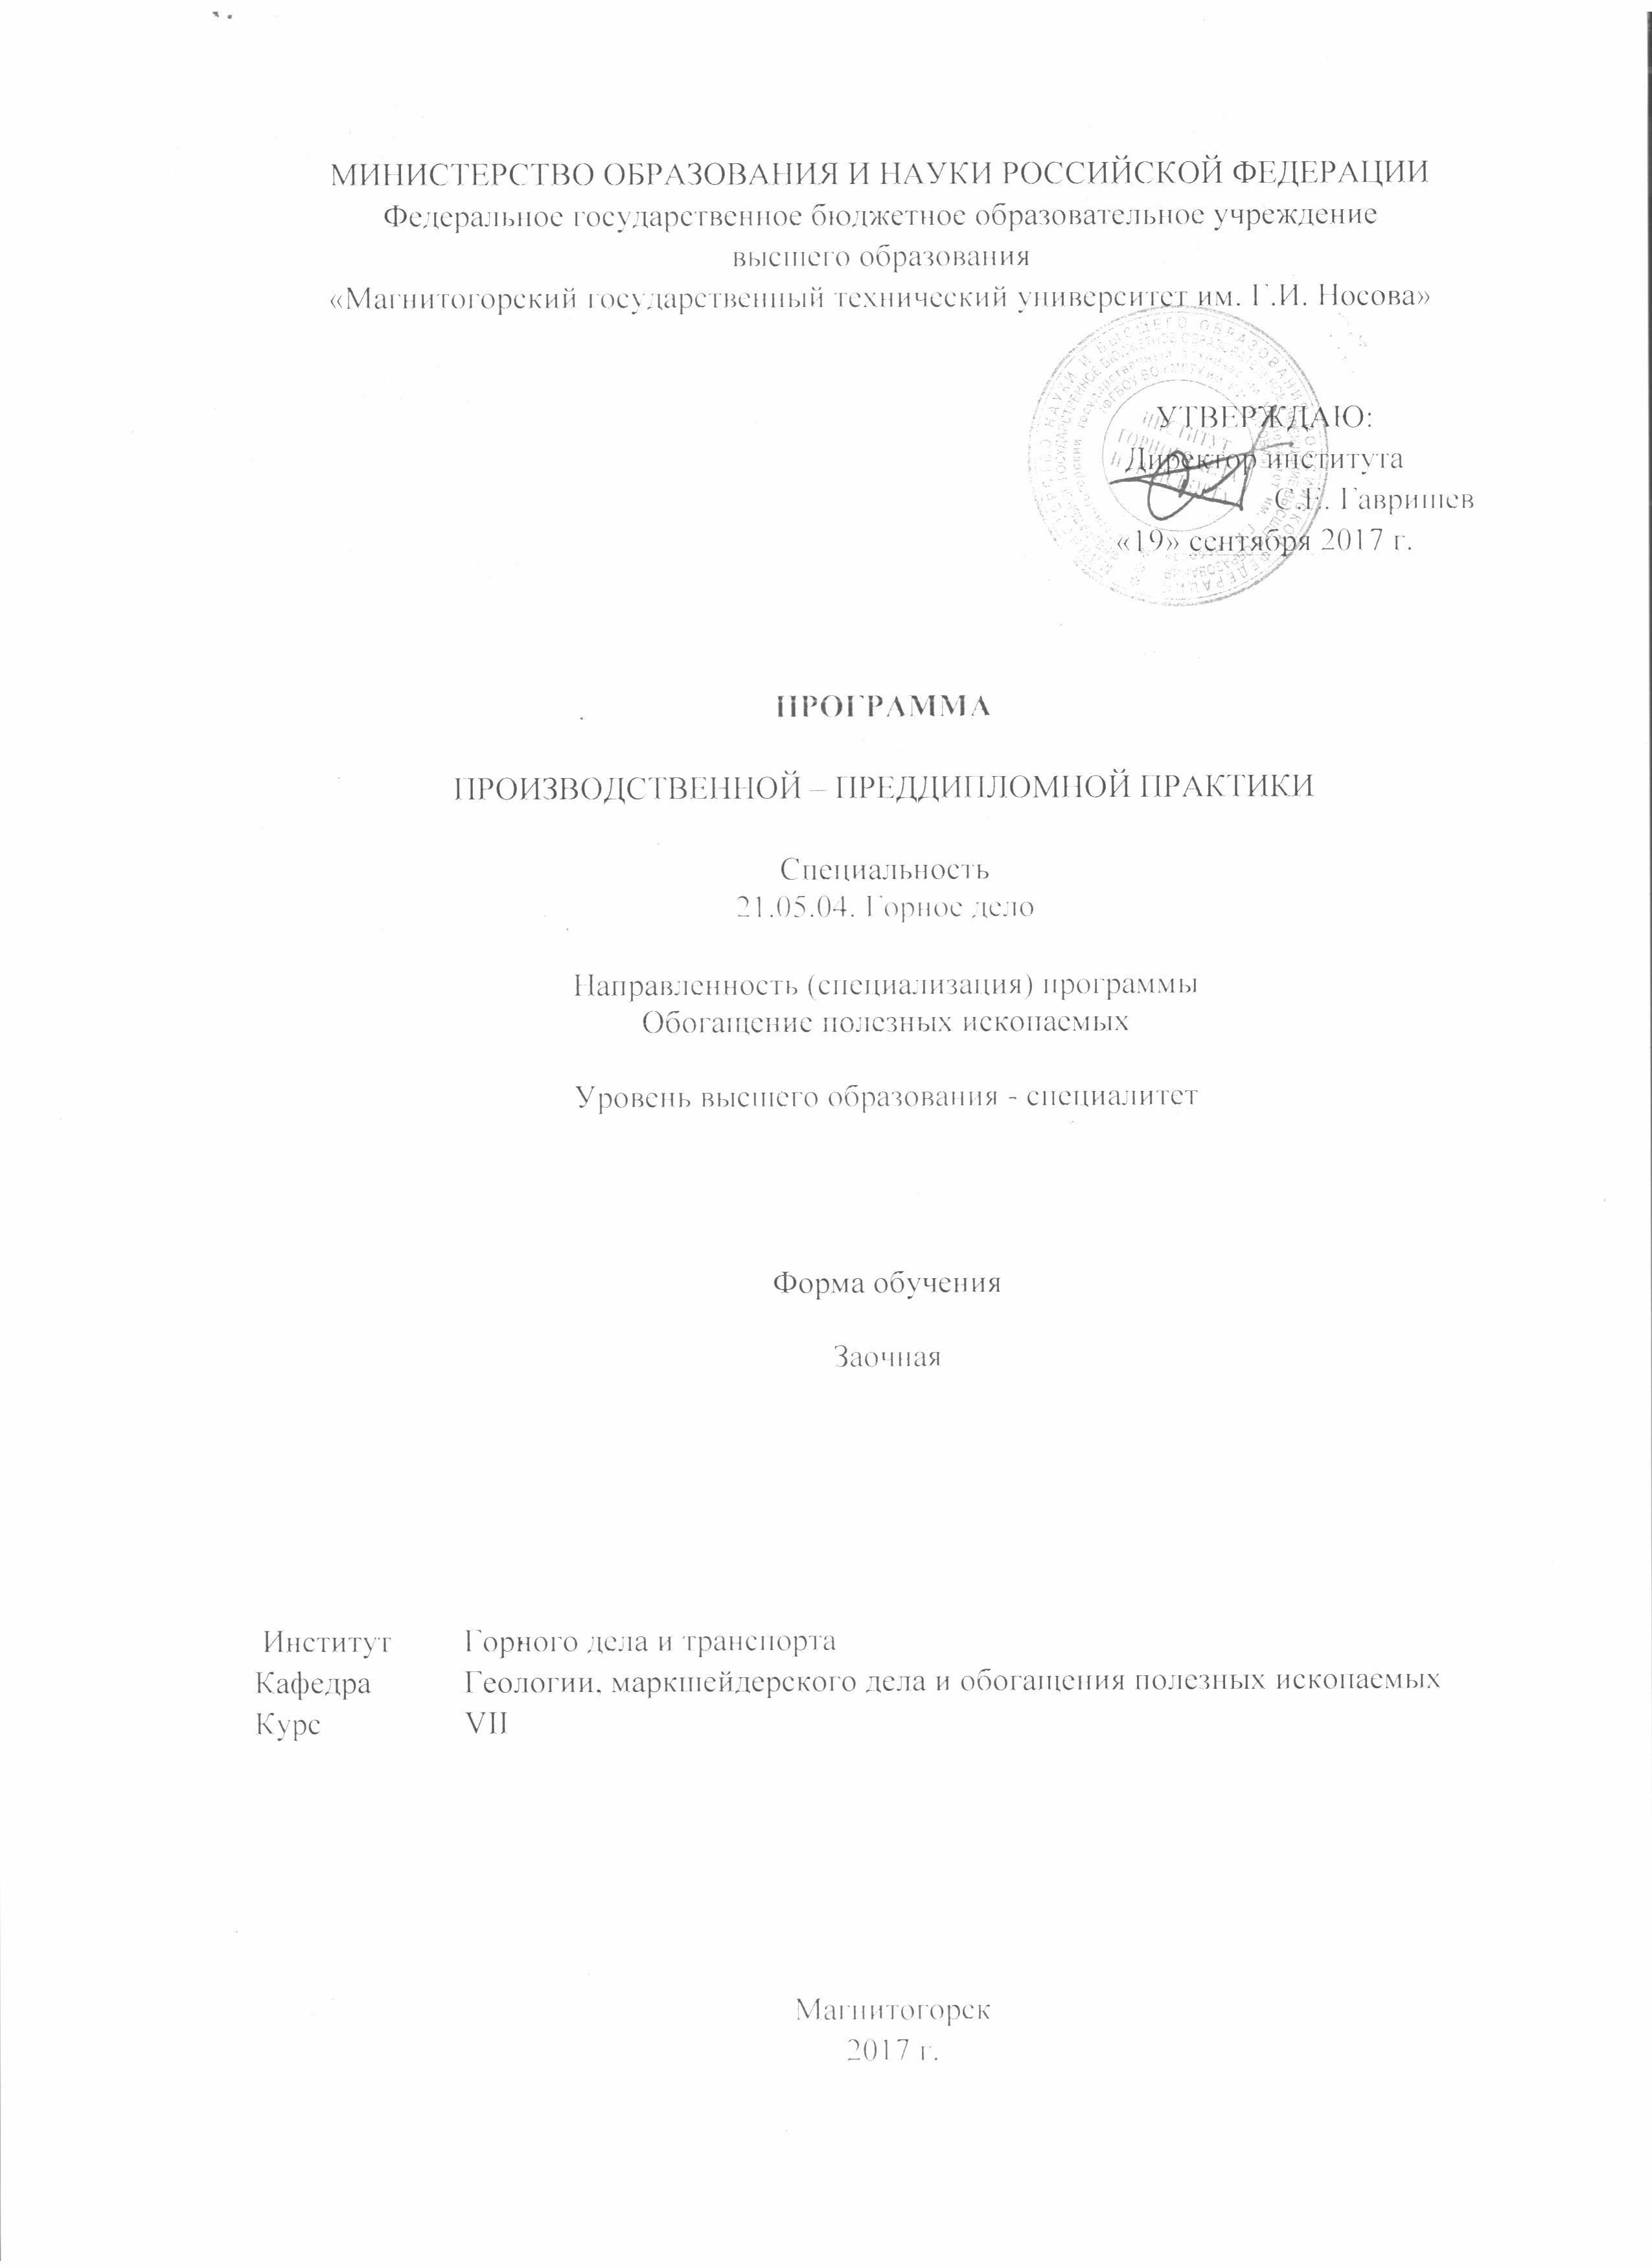 МИНИСТЕРСТВО ОБРАЗОВАНИЯ И НАУКИ РОССИЙСКОЙ ФЕДЕРАЦИИ
Федеральное государственное бюджетное образовательное учреждение
высшего образования
«Магнитогорский государственный технический университет им. Г.И. Носова»
УТВЕРЖДАЮ:
Директор института
С.Е. Гавришев
«19» сентября 2017 г.
ПРОГРАММА
ПРОИЗВОДСТВЕННОЙ – ПРЕДДИПЛОМНОЙ ПРАКТИКИ
Специальность
21.05.04. Горное дело
Направленность (специализация) программы
Обогащение полезных ископаемых
Уровень высшего образования - специалитет
Форма обучения
Заочная
Институт Горного дела и транспорта
Кафедра Геологии, маркшейдерского дела и обогащения полезных ископаемых
Курс VII
Магнитогорск
2017 г.